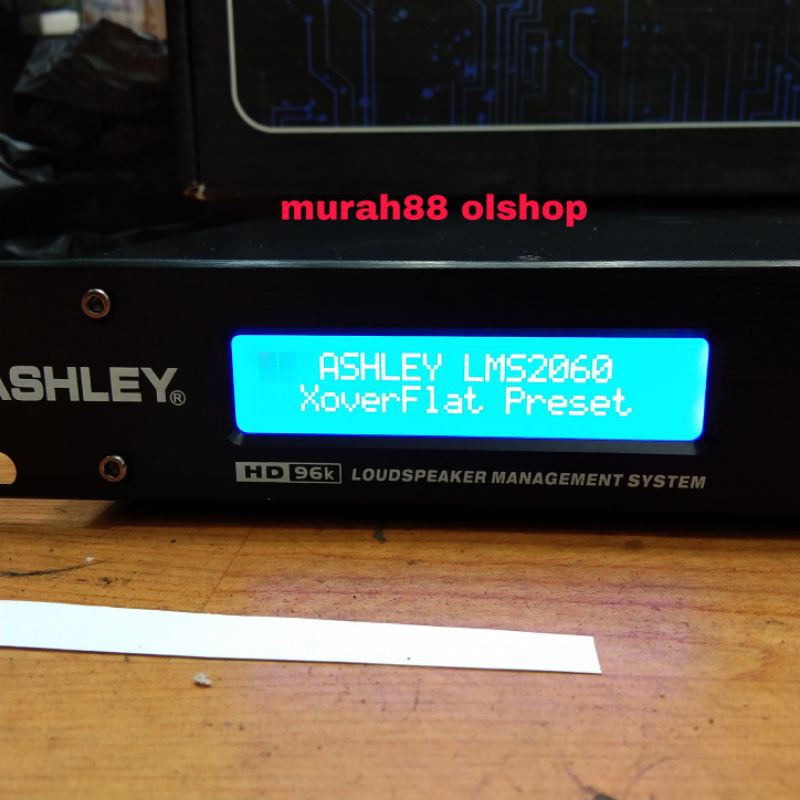 murah88 olshop
ASHLEY®
ASHLEY LMS2060
XoverFlat Preset
HD 96k LOUDSPEAKER MANAGEMENT SYSTEM